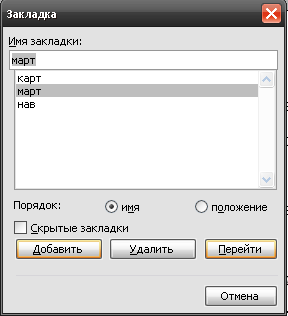 Закладка
Имя закладки:
март
карт
март
нав
Порядок:
имя
положение
Скрытые закладки
Добавить
Удалить
Перейти
Отмена